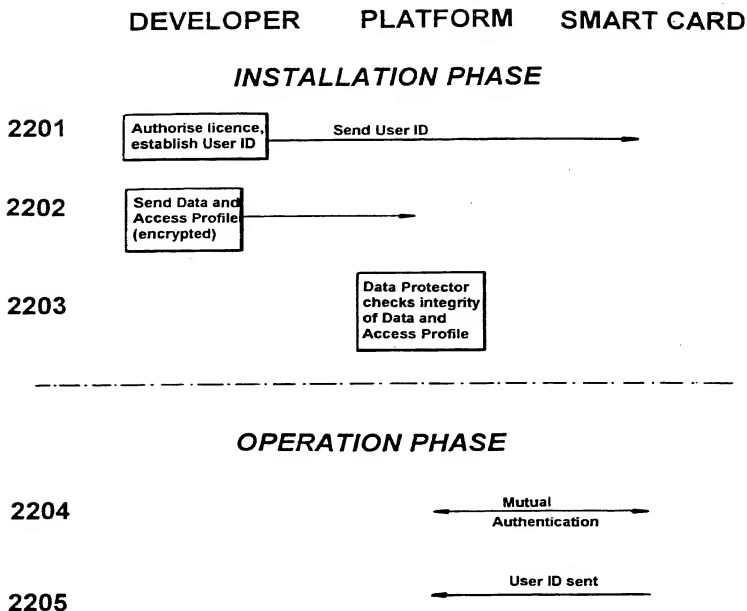 DEVELOPER PLATFORM SMART CARD
INSTALLATION PHASE
2201
Authorise licence,
establish User ID
Send User ID
2202
Send Data and
Access Profile
(encrypted)
2203
Data Protector
checks integrity
of Data and
Access Profile
OPERATION PHASE
2204
Mutual
Authentication
2205
User ID sent